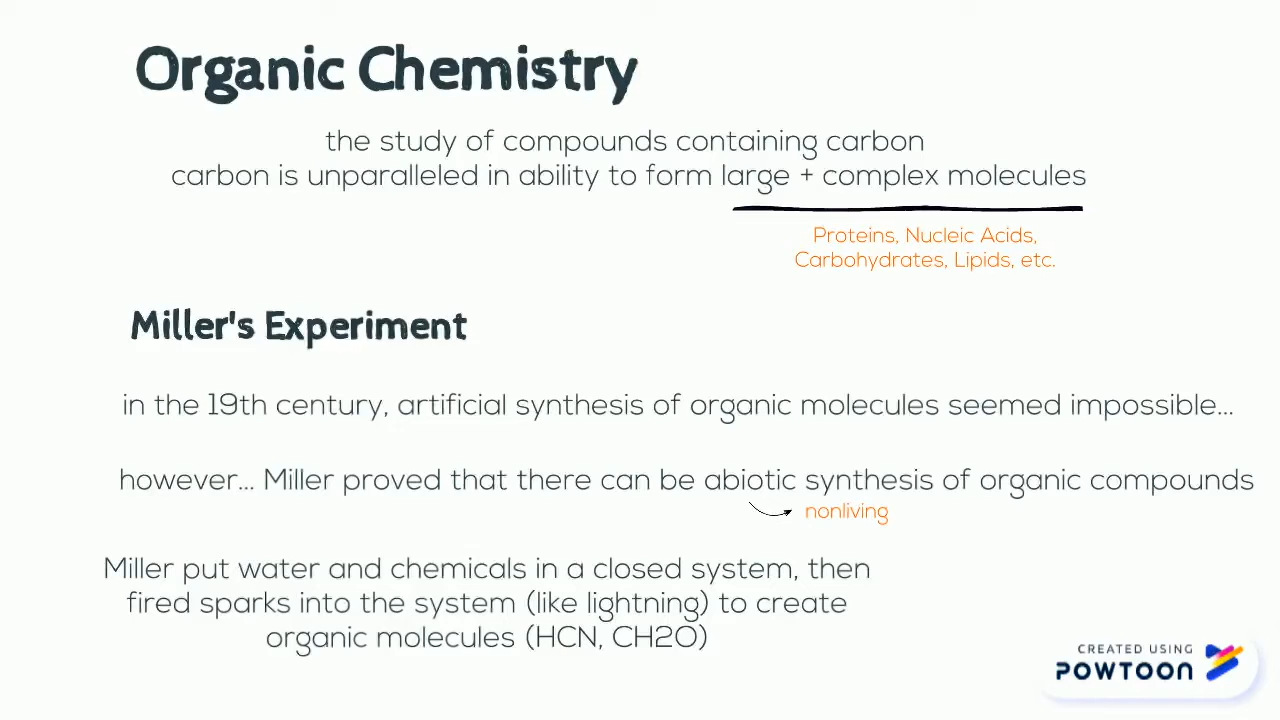 Organic Chemistry
the study of compounds containing carbon
carbon is unparalleled in ability to form large + complex molecules
Proteins, Nucleic Acids,
Carbohydrates, Lipids, etc.
Miller's Experiment
in the 19th century, artificial synthesis of organic molecules seemed impossible...
however... Miller proved that there can be abiotic synthesis of organic compounds
nonliving
Miller put water and chemicals in a closed system, then
fired sparks into the system (like lightning) to create
organic molecules (HCN, CH2O)
CREATED USING
POWTOON